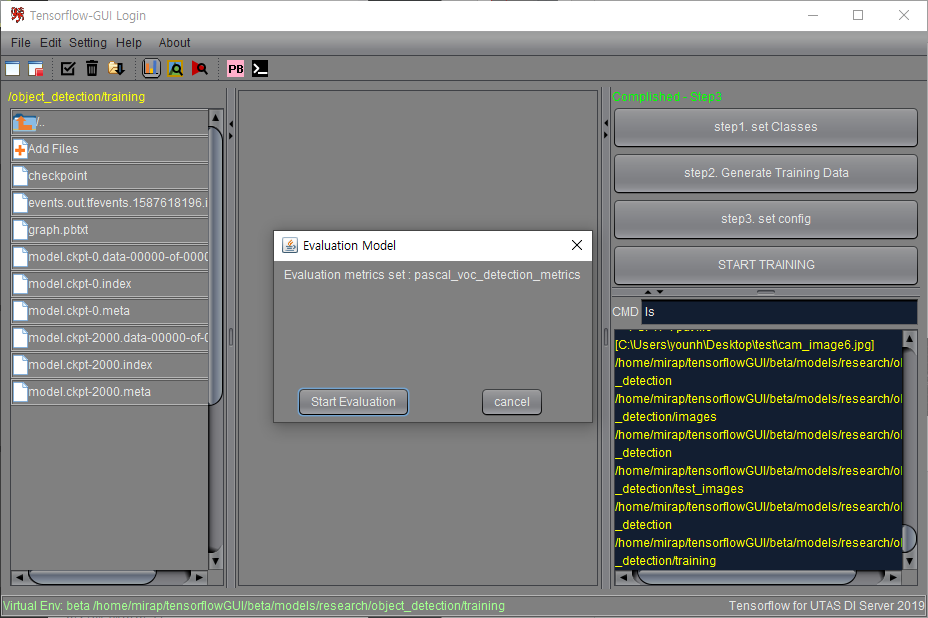 Tensorflow-GUI Login
File Edit Setting Help About
PB
/object_detection/training
/..
Add Files
checkpoint
events.out.tfevents.1587618196.i
graph.pbtxt
model.ckpt-0.data-00000-of-0000
model.ckpt-0.index
model.ckpt-0.meta
model.ckpt-2000.data-00000-of-0
model.ckpt-2000.index
model.ckpt-2000.meta
Evaluation Model
Evaluation metrics set : pascal_voc_detection_metrics
Start Evaluation
cancel
Complished - Step3
step1. set Classes
step2. Generate Training Data
step3. set config
START TRAINING
CMD ls
[C:\Users\younh\Desktop\test\cam_image6.jpg]
/home/mirap/tensorflowGUI/beta/models/research/ob
_detection
/home/mirap/tensorflowGUI/beta/models/research/ob
_detection/images
/home/mirap/tensorflowGUI/beta/models/research/ob
_detection
/home/mirap/tensorflowGUI/beta/models/research/ob
_detection/test_images
/home/mirap/tensorflowGUI/beta/models/research/ob
_detection
/home/mirap/tensorflowGUI/beta/models/research/ob
_detection/training
Virtual Env: beta /home/mirap/tensorflowGUI/beta/models/research/object_detection/training
Tensorflow for UTAS DI Server 2019